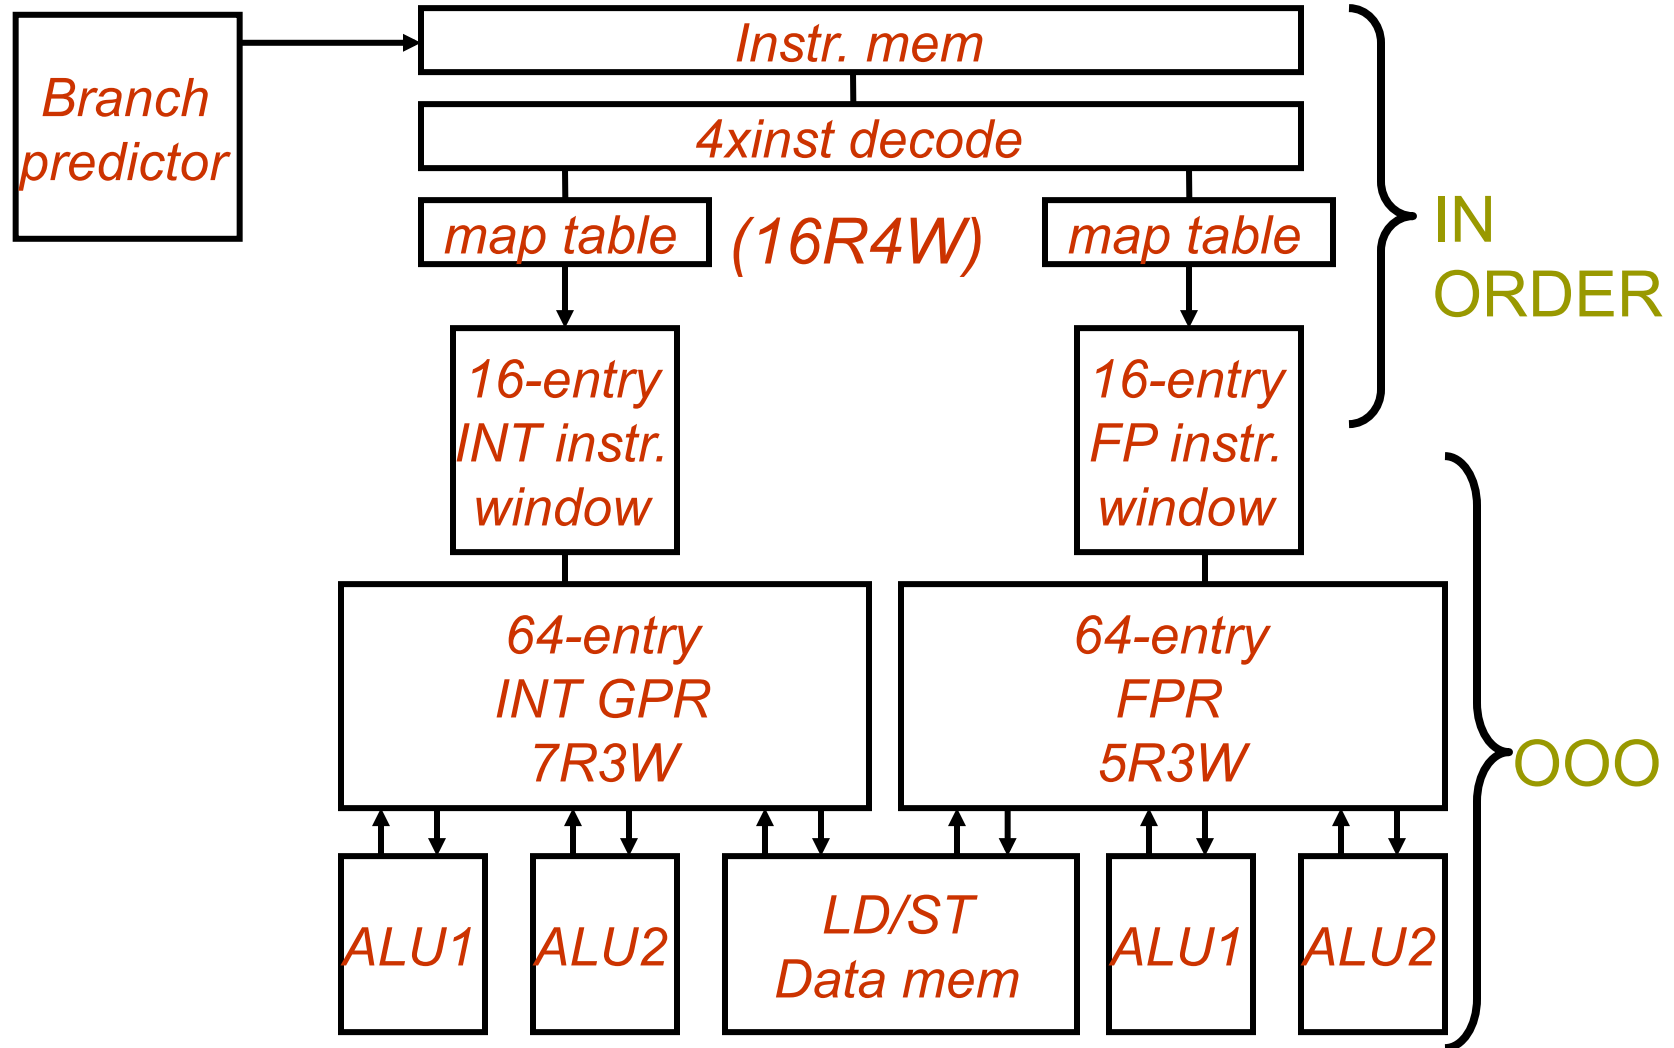 Instr. mem
Branch
predictor
4xinst decode
map table
(16R4W)
map table
IN
ORDER
16-entry
INT instr.
window
16-entry
FP instr.
window
64-entry
INT GPR
7R3W
64-entry
FPR
5R3W
OOO
ALU1
ALU2
LD/ST
Data mem
ALU1
ALU2